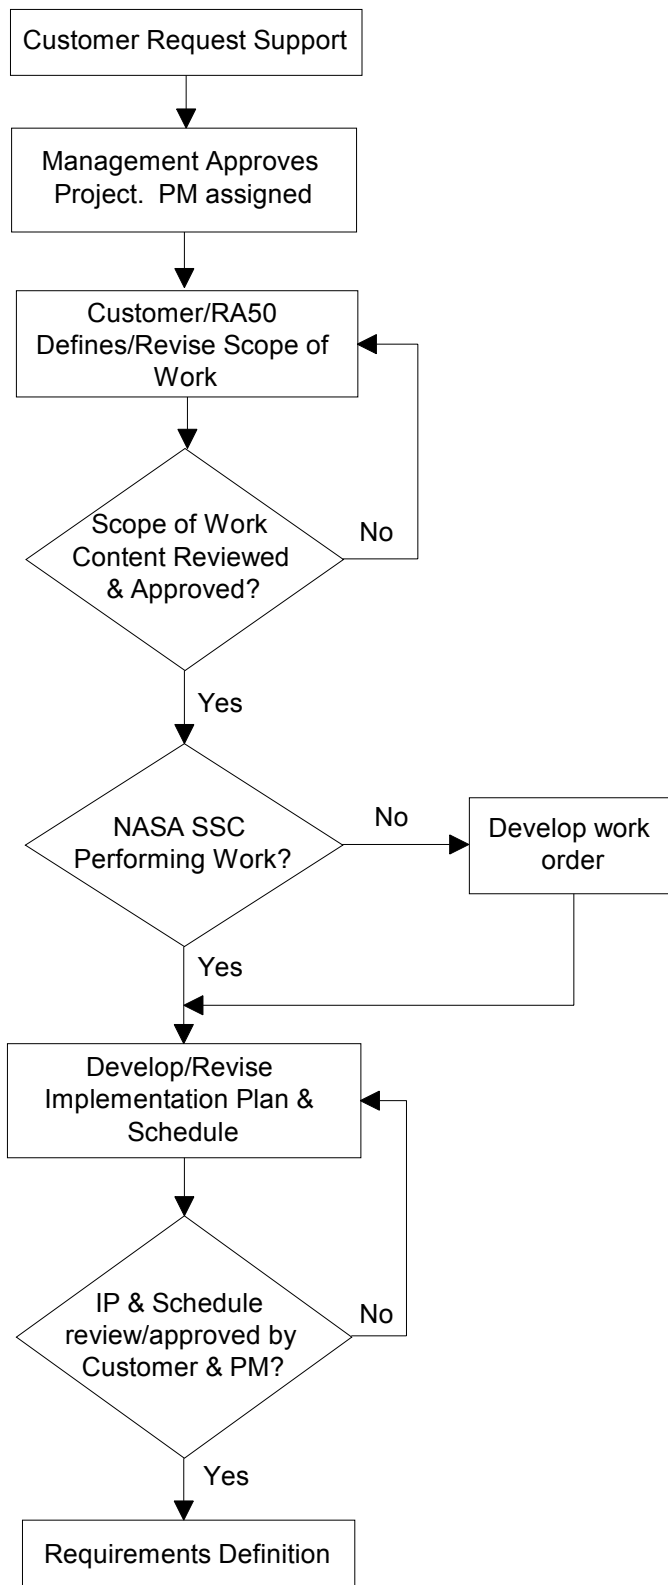 Customer Request Support
Management Approves
Project.  PM assigned
Customer/RA50
Defines/Revise Scope of
Work
Scope of Work
Content Reviewed
& Approved?
No
Yes
NASA SSC
Performing Work?
No
Develop work
order
Yes
Develop/Revise
Implementation Plan &
Schedule
IP & Schedule
review/approved by
Customer & PM?
No
Yes
Requirements Definition